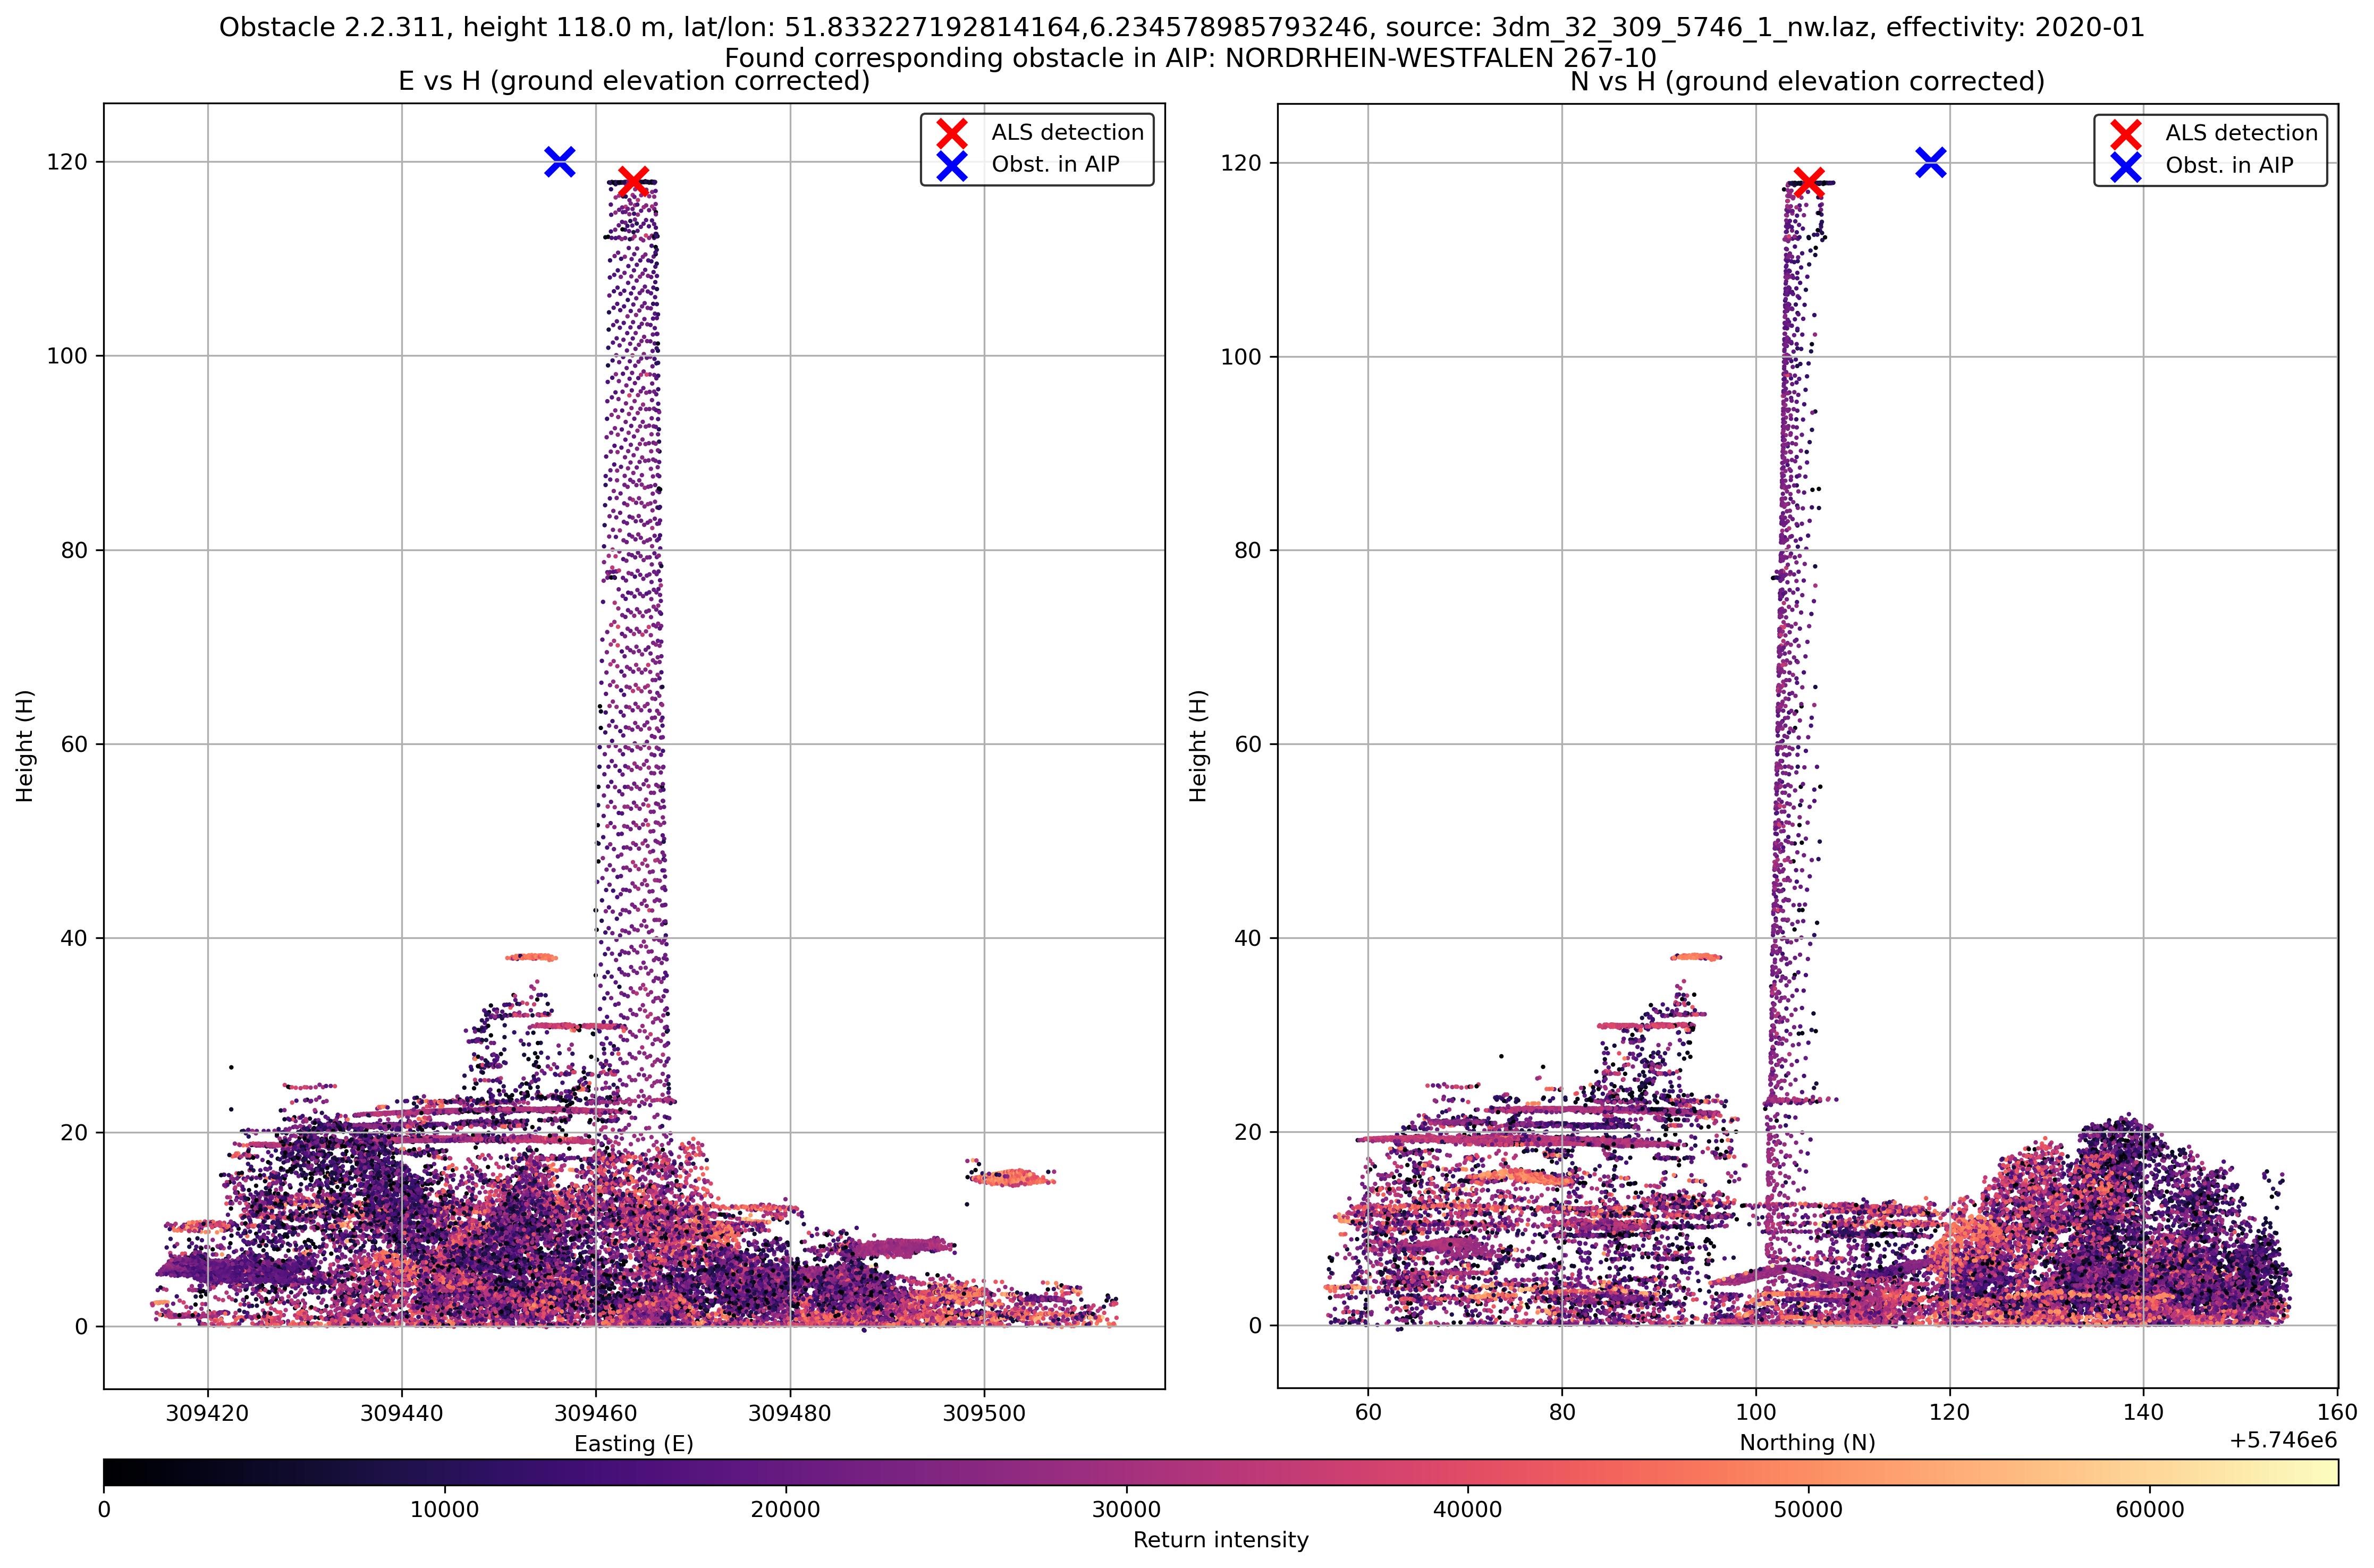 Obstacle 2.2.311, height 118.0 m, lat/lon: 51.833227192814164,6.234578985793246, source: 3dm_32_309_5746_1_nw.laz, effectivity: 2020-01
Found corresponding obstacle in AIP: NORDRHEIN-WESTFALEN 267-10
E vs H (ground elevation corrected)
ALS detection
Obst. in AIP
120
100
80
60
40
20
0
Height (H)
309420
309440
309460
309480
309500
Easting (E)
N vs H (ground elevation corrected)
ALS detection
Obst. in AIP
120
100
80
60
40
20
0
Height (H)
60
80
100
120
140
160
Northing (N)
+5.746e6
0
10000
20000
30000
40000
50000
60000
Return intensity